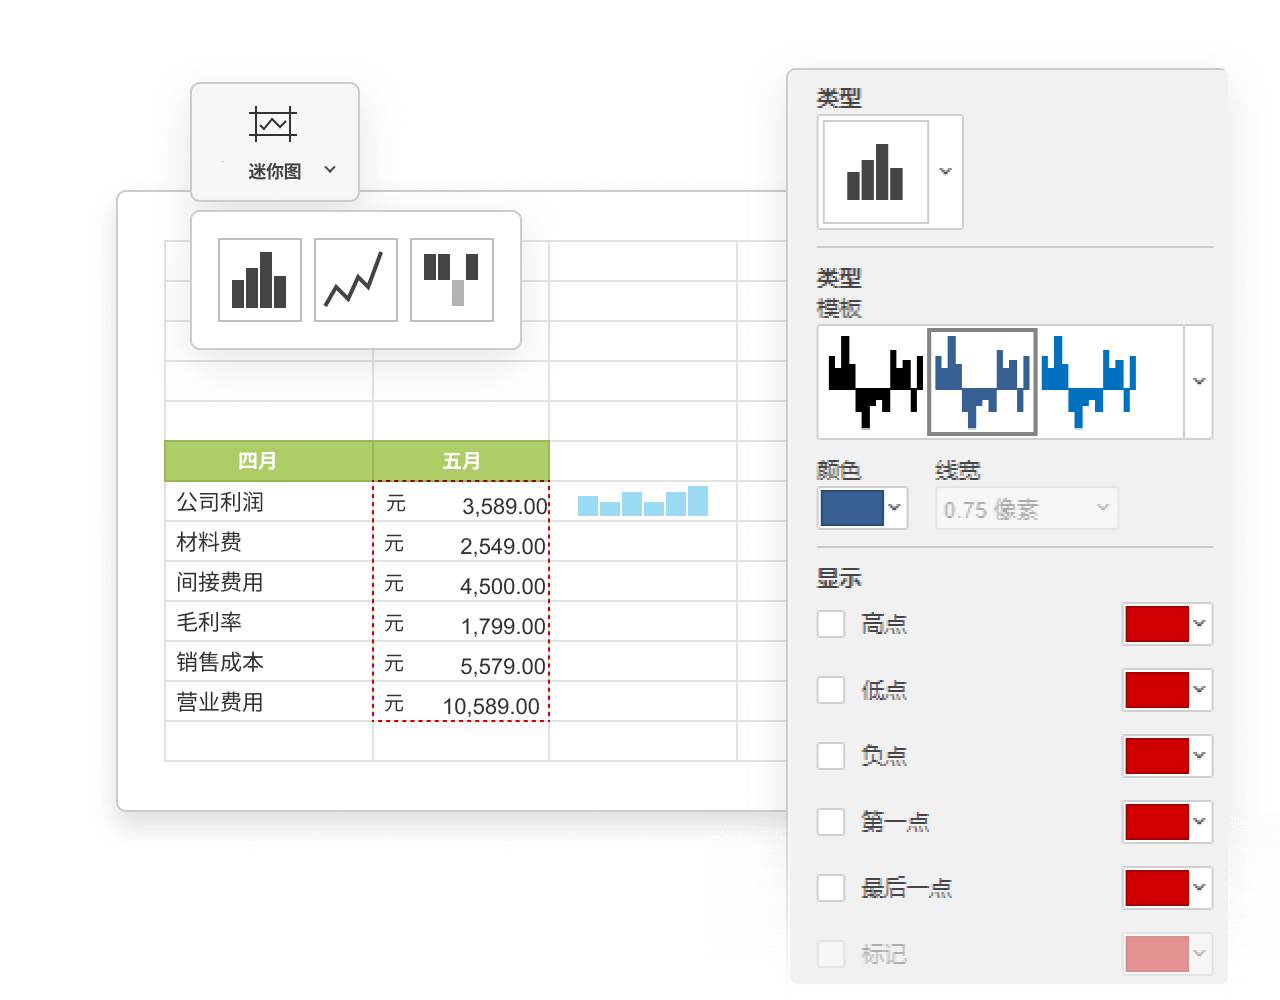 迷你图
四月 五月
公司利润 元 3,589.00
材料费 元 2,549.00
间接费用 元 4,500.00
毛利率 元 1,799.00
销售成本 元 5,579.00
营业费用 元 10,589.00
类型
类型
模板
颜色 线宽
0.75 像素
显示
高点
低点
负点
第一点
最后一点
标记